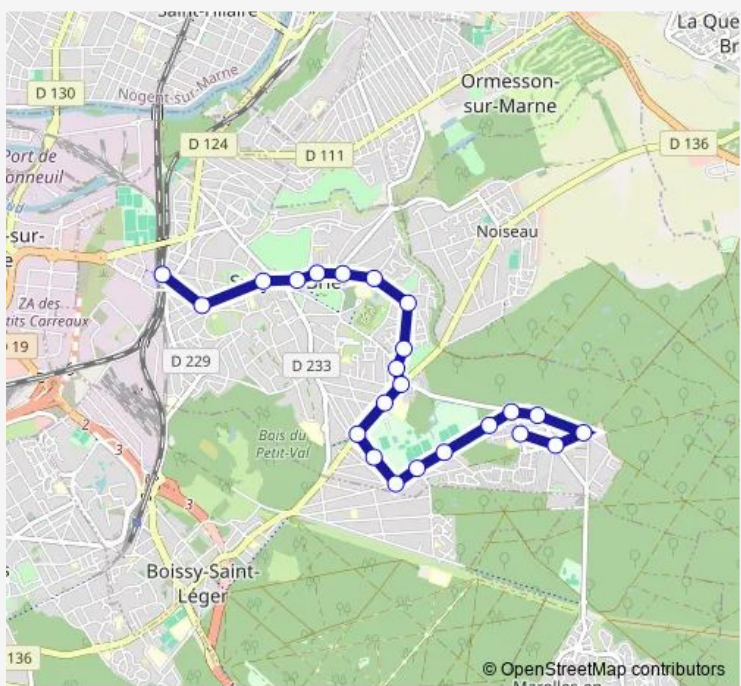 Saint-Hilaire
La Que
Br
D 130
Nogent-sur-Marne
Ormesson-
sur-Marne
D 124
D 111
D 136
Port de
onneuil
Noiseau
-sur-
e
ZA des
tits Carreaux
19
D 229
D 233
Bois du
Petit-Val
2
3
3
Boissy-Saint-
Léger
s
136
© OpenStreetMap contributors